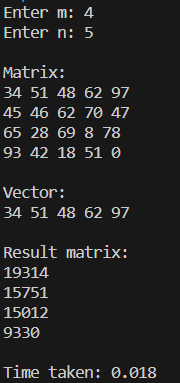 Enter m: 4
Enter n: 5
Matrix:
34 51 48 62 97
45 46 62 70 47
65 28 69 8 78
93 42 18 51 0
Vector:
34 51 48 62 97
Result matrix:
19314
15751
15012
9330
Time taken: 0.018